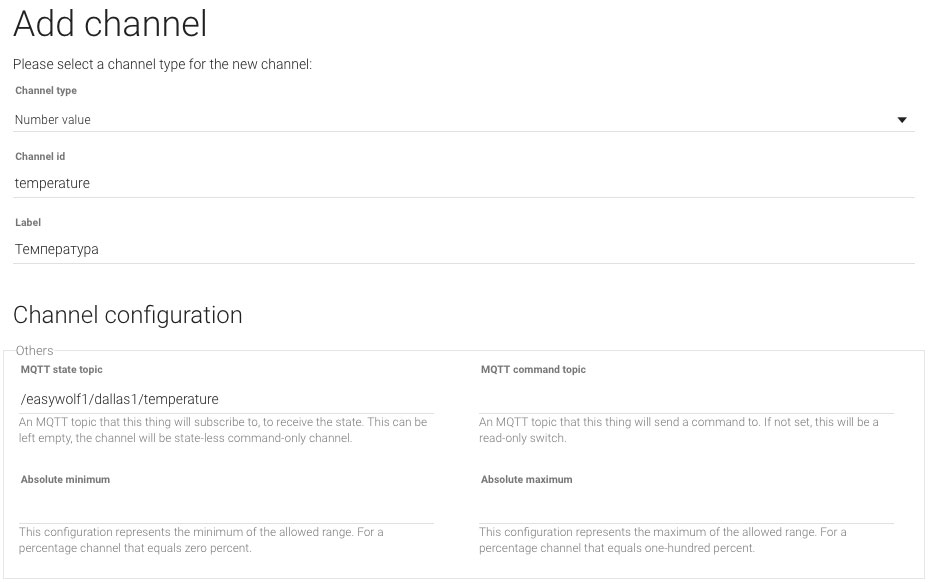 Add channel
Please select a channel type for the new channel:
Channel type
Number value
Channel id
temperature
Label
Температура
Channel configuration
Others
MQTT state topic
/easywolf1/dallas1/temperature
An MQTT topic that this thing will subscribe to, to receive the state. This can be
left empty, the channel will be state-less command-only channel.
MQTT command topic
An MQTT topic that this thing will send a command to. If not set, this will be a
read-only switch.
Absolute minimum
This configuration represents the minimum of the allowed range. For a
percentage channel that equals zero percent.
Absolute maximum
This configuration represents the maximum of the allowed range. For a
percentage channel that equals one-hundred percent.